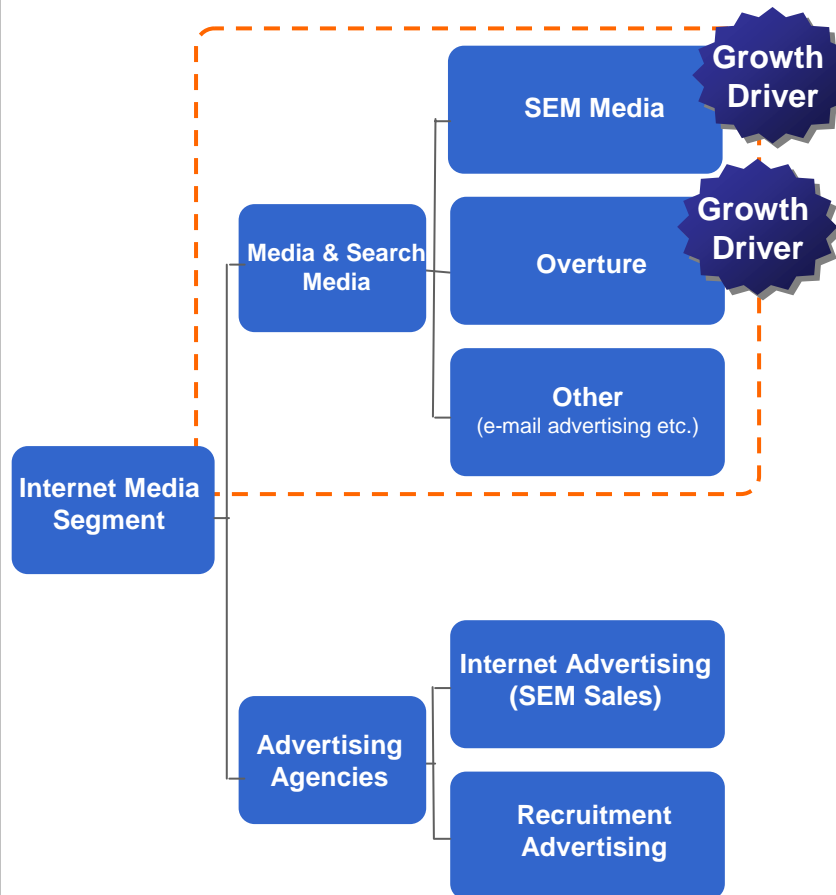 Growth
Driver
SEM Media
Growth
Driver
Media & Search
Media
Overture
Other
(e-mail advertising etc.)
Internet Media
Segment
Internet Advertising
(SEM Sales)
Advertising
Agencies
Recruitment
Advertising